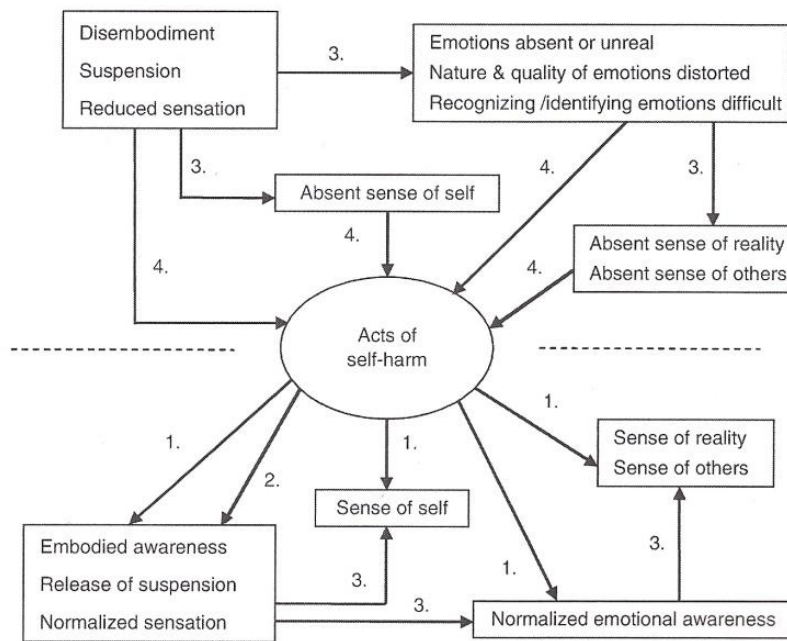 Disembodiment
Suspension
Reduced sensation
3.
Emotions absent or unreal
Nature & quality of emotions distorted
Recognizing /identifying emotions difficult
3.
Absent sense of self
4.
3.
4.
4.
Absent sense of reality
Absent sense of others
4.
Acts of
self-harm
1.
2.
1.
1.
Sense of reality
Sense of others
Sense of self
Embodied awareness
Release of suspension
Normalized sensation
3.
3.
1.
3.
Normalized emotional awareness